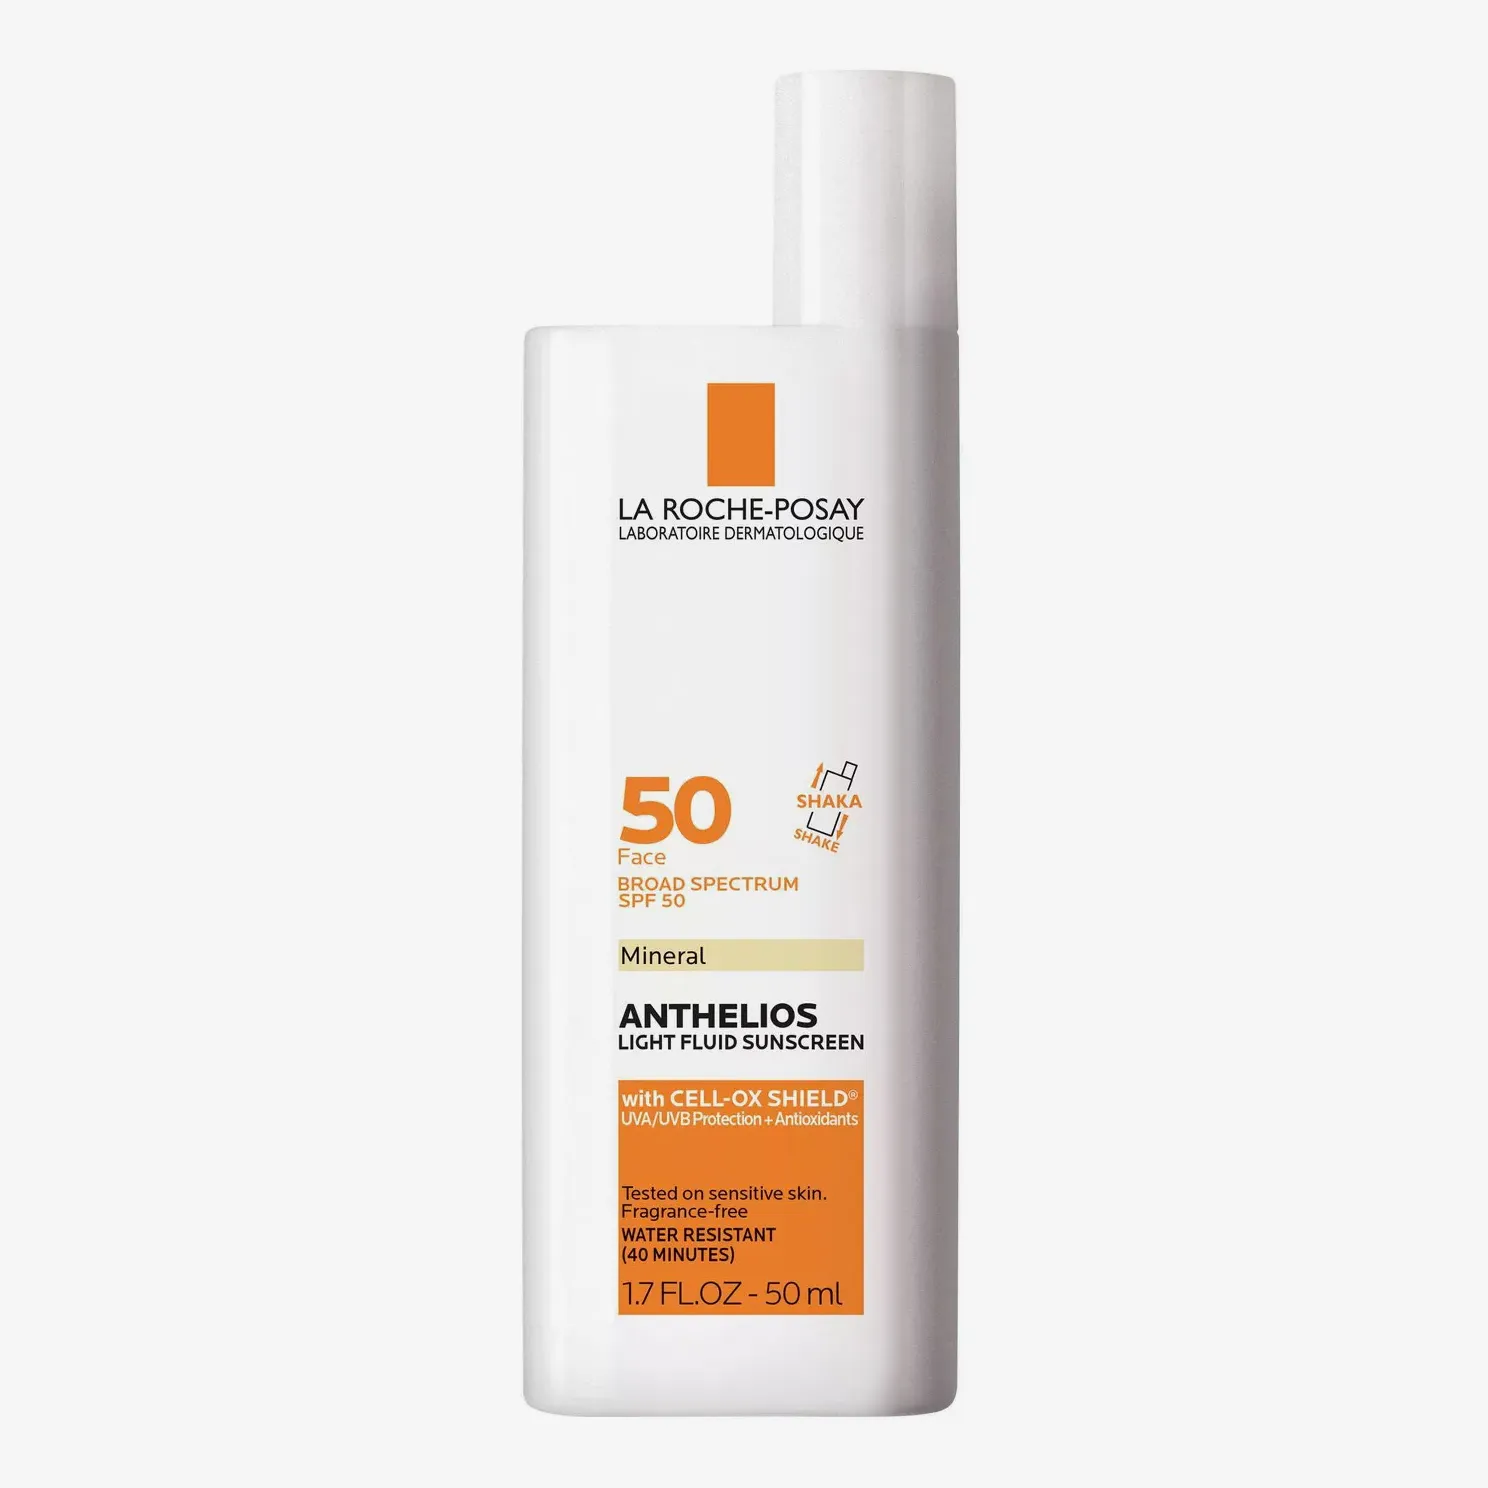 LA ROCHE-POSAY
LABORATOIRE DERMATOLOGIQUE
50
SHAKA
SHAKE
Face
BROAD SPECTRUM
SPF 50
Mineral
ANTHELIOS
LIGHT FLUID SUNSCREEN
with CELL-OX SHIELD®
UVA/UVB Protection + Antioxidants
Tested on sensitive skin.
Fragrance-free
WATER RESISTANT
(40 MINUTES)
1.7 FL.OZ - 50 ml